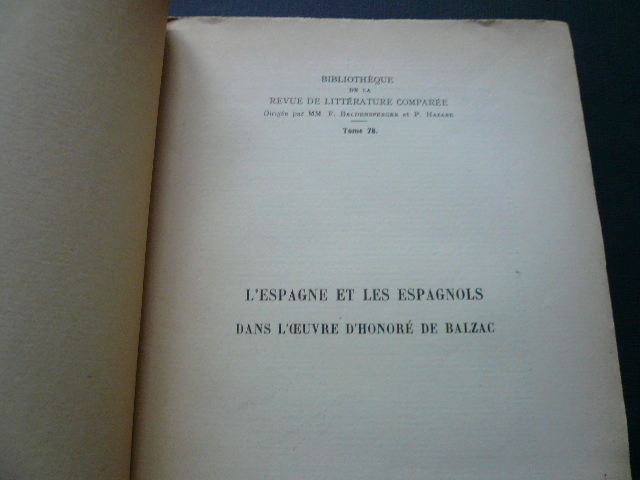 BIBLIOTHÈQUE
DE LA
REVUE DE LITTÉRATURE COMPARÉE
Dirigée par MM. F. BALDENSPERGER et P. HAZARD
Tome 78.
L'ESPAGNE ET LES ESPAGNOLS
DANS L'ŒUVRE D'HONORÉ DE BALZAC